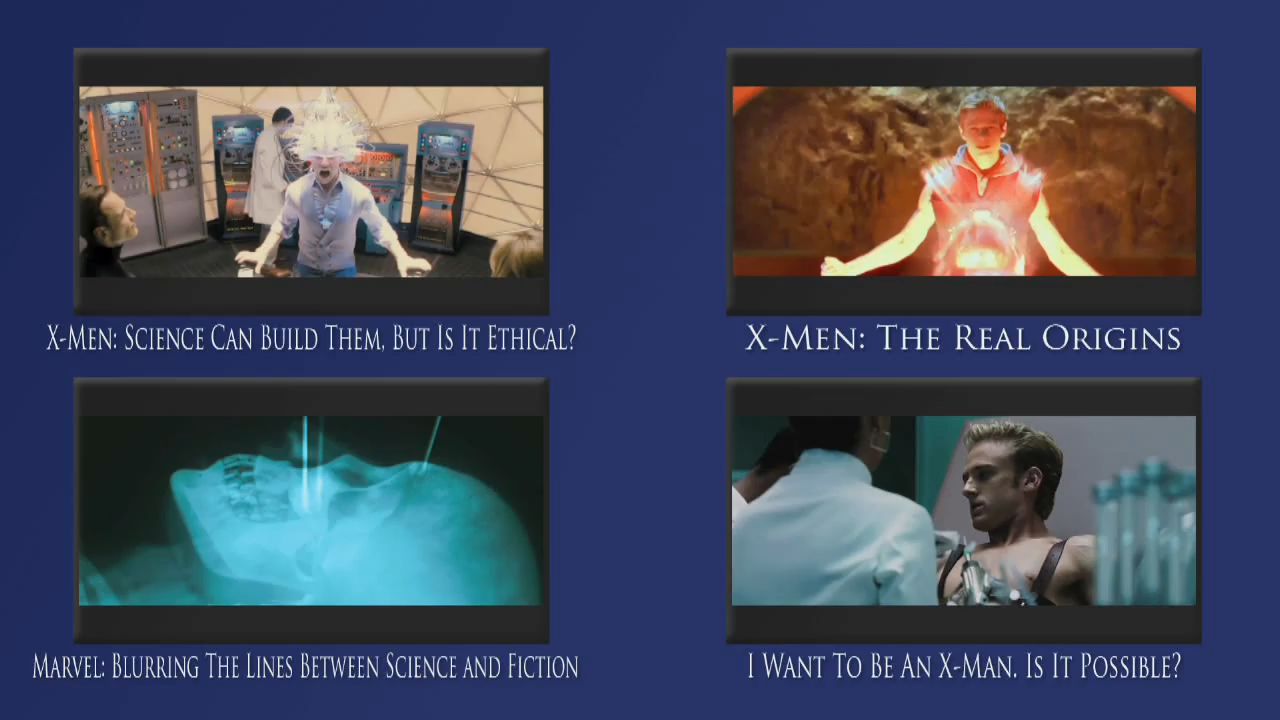 X-Men: Science Can Build Them, But Is It Ethical?
X-Men: The Real Origins
Marvel: Blurring The Lines Between Science and Fiction
I Want To Be An X-Man. Is It Possible?